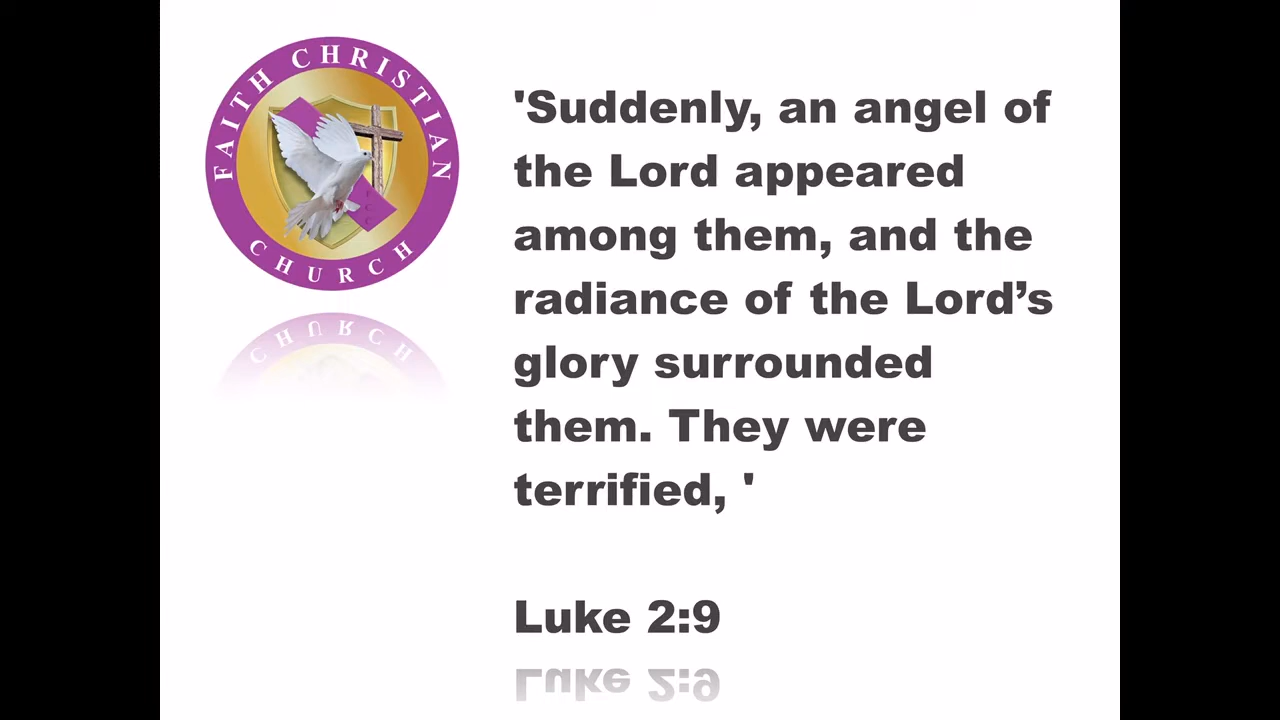 FAITH CHRISTIAN
CHURCH
'Suddenly, an angel of
the Lord appeared
among them, and the
radiance of the Lord’s
glory surrounded
them. They were
terrified, '
Luke 2:9